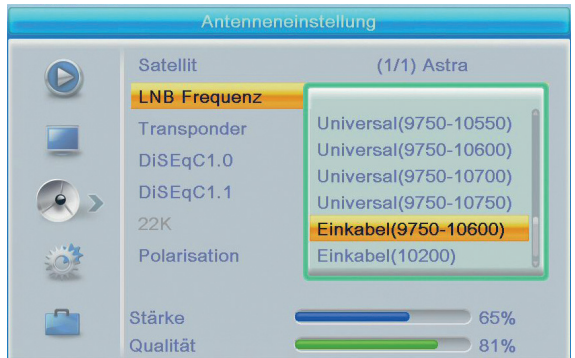 Antenneneinstellung
Satellit (1/1) Astra
LNB Frequenz
Transponder Universal(9750-10550)
DiSEqC1.0 Universal(9750-10600)
Universal(9750-10700)
DiSEqC1.1 Universal(9750-10750)
22K Einkabel(9750-10600)
Polarisation Einkabel(10200)
Stärke 65%
Qualität 81%